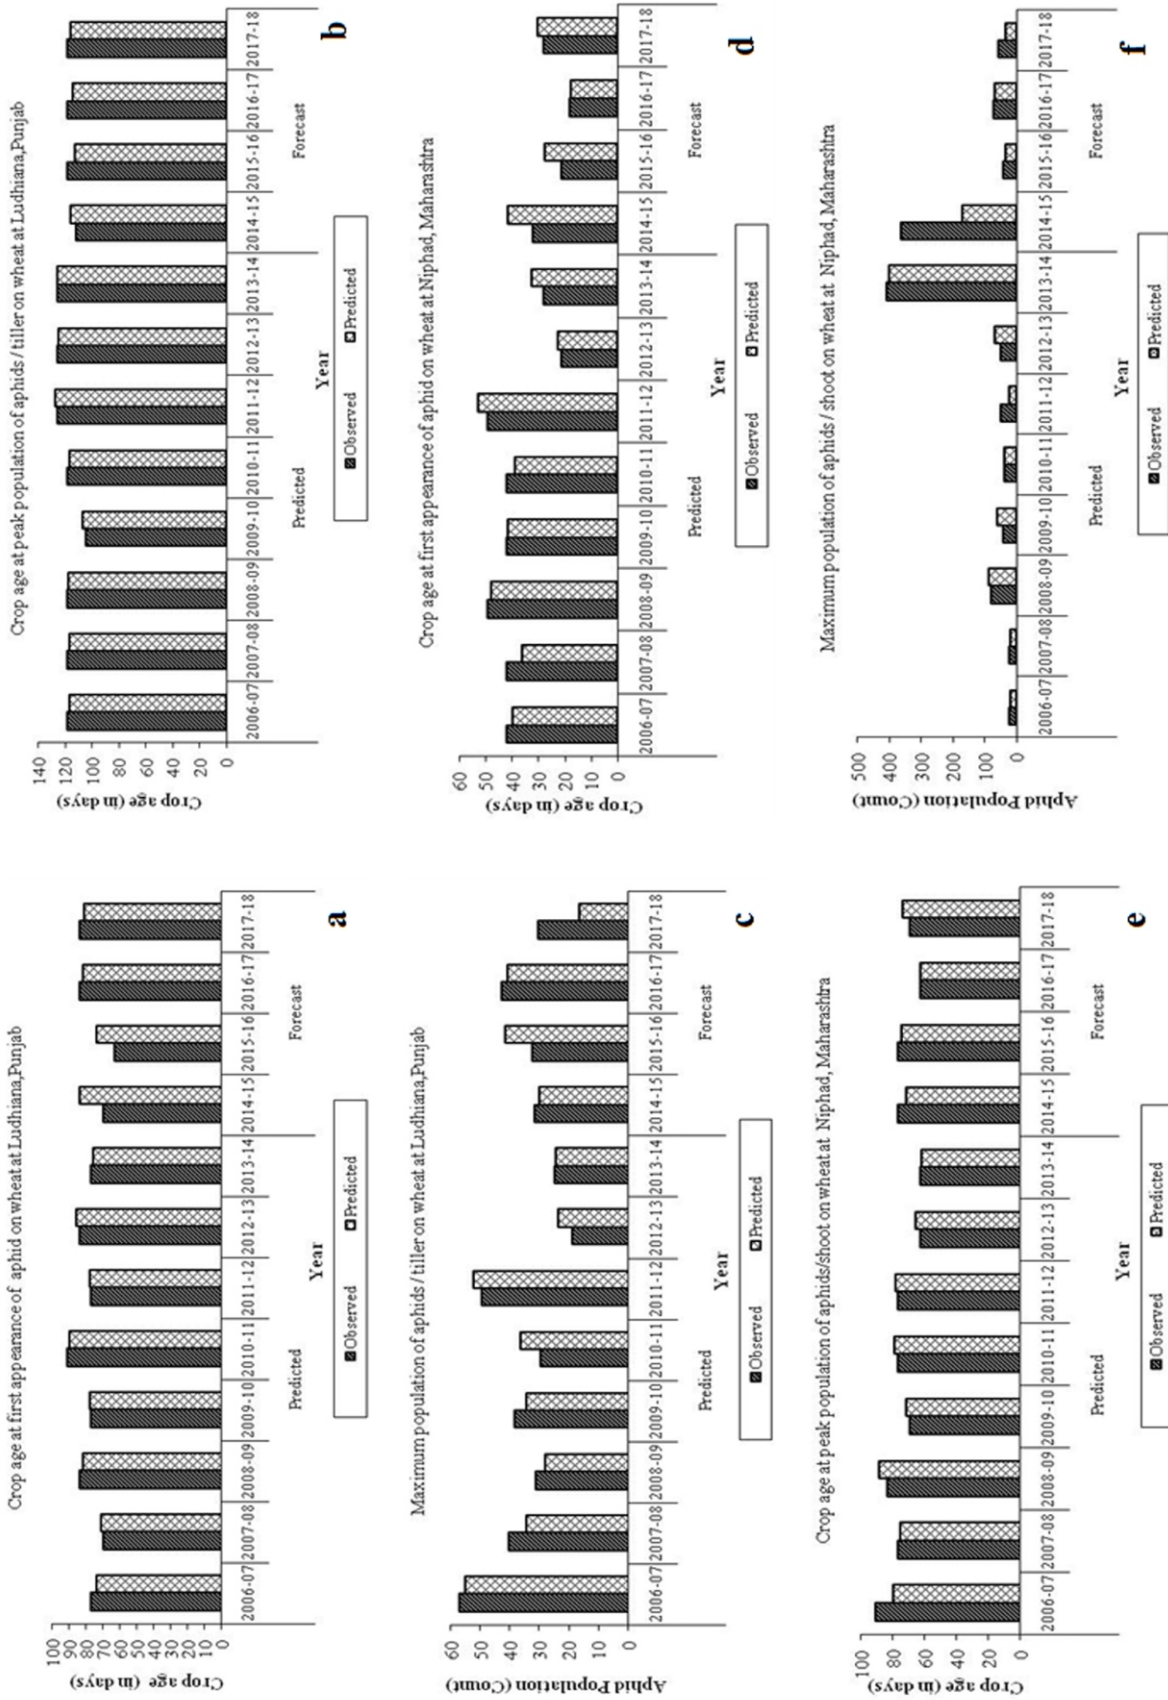 Crop age at first appearance of aphid on wheat at Ludhiana,Punjab
Crop age (in days)
100
90
80
70
60
50
40
30
20
10
0
2006-07 2007-08 2008-09 2009-10 2010-11 2011-12 2012-13 2013-14 2014-15 2015-16 2016-17 2017-18
Predicted Forecast
Year
Observed Predicted
a
Crop age at peak population of aphids / tiller on wheat at Ludhiana,Punjab
Crop age (in days)
140
120
100
80
60
40
20
0
2006-07 2007-08 2008-09 2009-10 2010-11 2011-12 2012-13 2013-14 2014-15 2015-16 2016-17 2017-18
Predicted Forecast
Year
Observed Predicted
b
Maximum population of aphids / tiller on wheat at Ludhiana,Punjab
Aphid Population (Count)
60
50
40
30
20
10
0
2006-07 2007-08 2008-09 2009-10 2010-11 2011-12 2012-13 2013-14 2014-15 2015-16 2016-17 2017-18
Predicted Forecast
Year
Observed Predicted
c
Crop age at first appearance of aphid on wheat at Niphad, Maharashtra
Crop age (in days)
60
50
40
30
20
10
0
2006-07 2007-08 2008-09 2009-10 2010-11 2011-12 2012-13 2013-14 2014-15 2015-16 2016-17 2017-18
Predicted Forecast
Year
Observed Predicted
d
Crop age at peak population of aphids/shoot on wheat at Niphad, Maharashtra
Crop age (in days)
100
80
60
40
20
0
2006-07 2007-08 2008-09 2009-10 2010-11 2011-12 2012-13 2013-14 2014-15 2015-16 2016-17 2017-18
Predicted Forecast
Year
Observed Predicted
e
Maximum population of aphids / shoot on wheat at Niphad, Maharashtra
Aphid Population (Count)
500
400
300
200
100
0
2006-07 2007-08 2008-09 2009-10 2010-11 2011-12 2012-13 2013-14 2014-15 2015-16 2016-17 2017-18
Predicted Forecast
Year
Observed Predicted
f